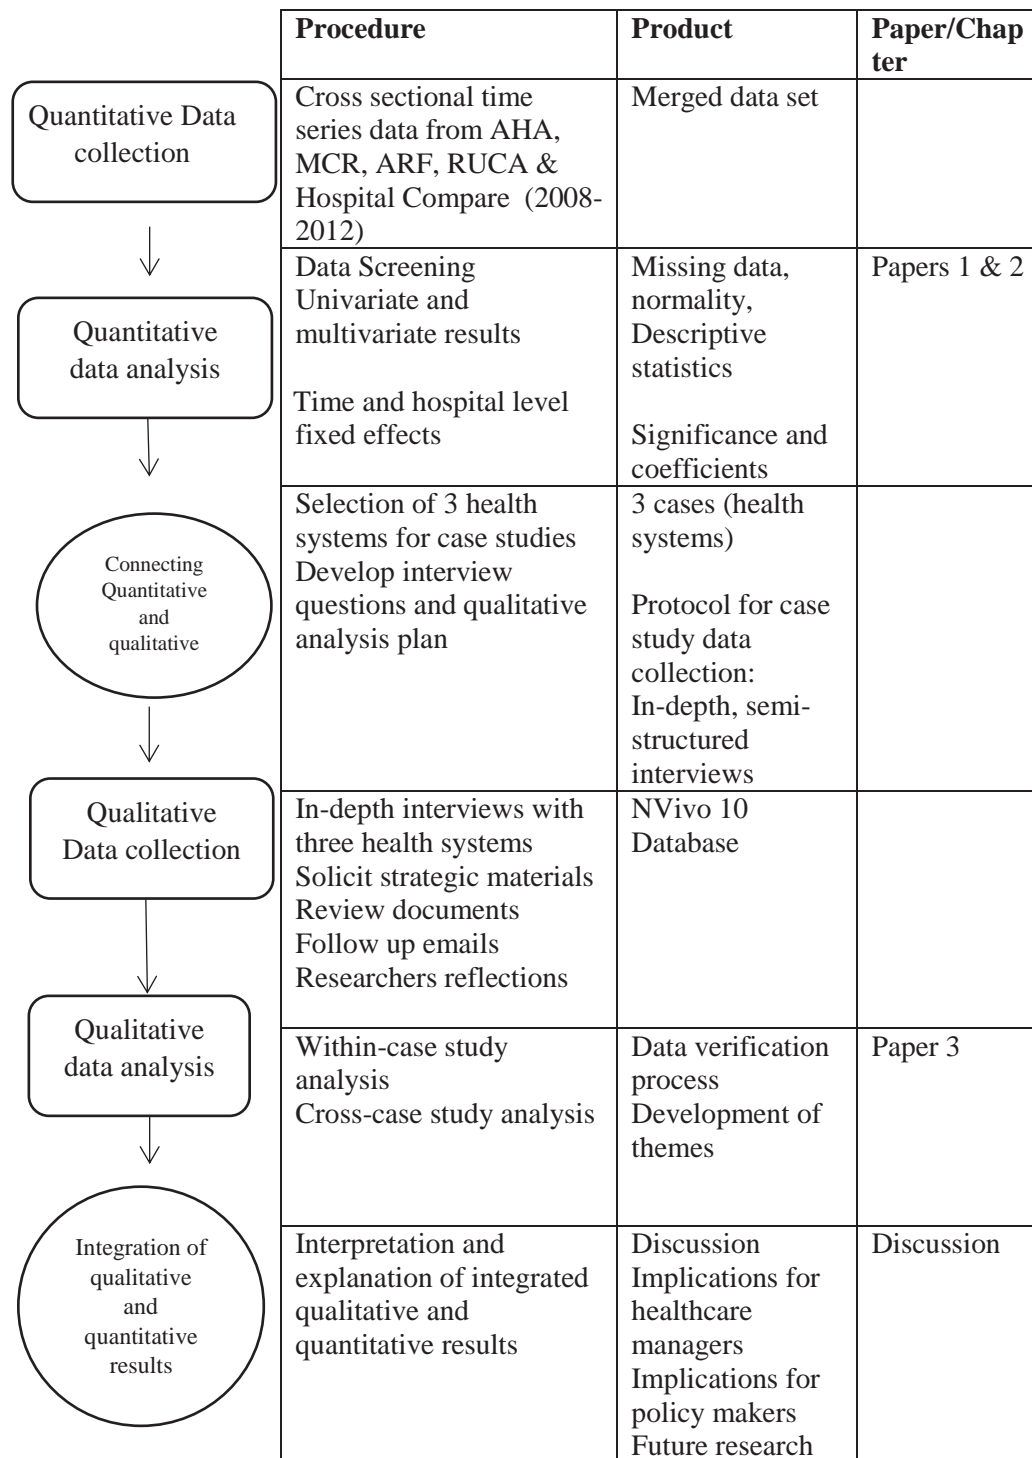 Procedure
Product
Paper/Chap
ter
Quantitative Data
collection
Cross sectional time
series data from AHA,
MCR, ARF, RUCA &
Hospital Compare (2008-
2012)
Merged data set
Quantitative
data analysis
Data Screening
Univariate and
multivariate results
Time and hospital level
fixed effects
Missing data,
normality,
Descriptive
statistics
Significance and
coefficients
Papers 1 & 2
Connecting
Quantitative
and
qualitative
Selection of 3 health
systems for case studies
Develop interview
questions and qualitative
analysis plan
3 cases (health
systems)
Protocol for case
study data
collection:
In-depth, semi-
structured
interviews
Qualitative
Data collection
In-depth interviews with
three health systems
Solicit strategic materials
Review documents
Follow up emails
Researchers reflections
NVivo 10
Database
Qualitative
data analysis
Within-case study
analysis
Cross-case study analysis
Data verification
process
Development of
themes
Paper 3
Integration of
qualitative
and
quantitative
results
Interpretation and
explanation of integrated
qualitative and
quantitative results
Discussion
Implications for
healthcare
managers
Implications for
policy makers
Future research
Discussion